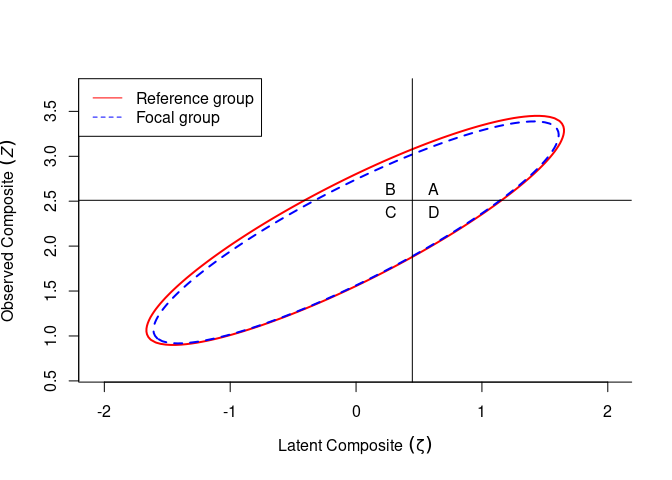 Reference group
Focal group
Observed Composite (Z)
3.5
3.0
2.5
2.0
1.5
1.0
0.5
B A
C D
-2 -1 0 1 2
Latent Composite (ζ)